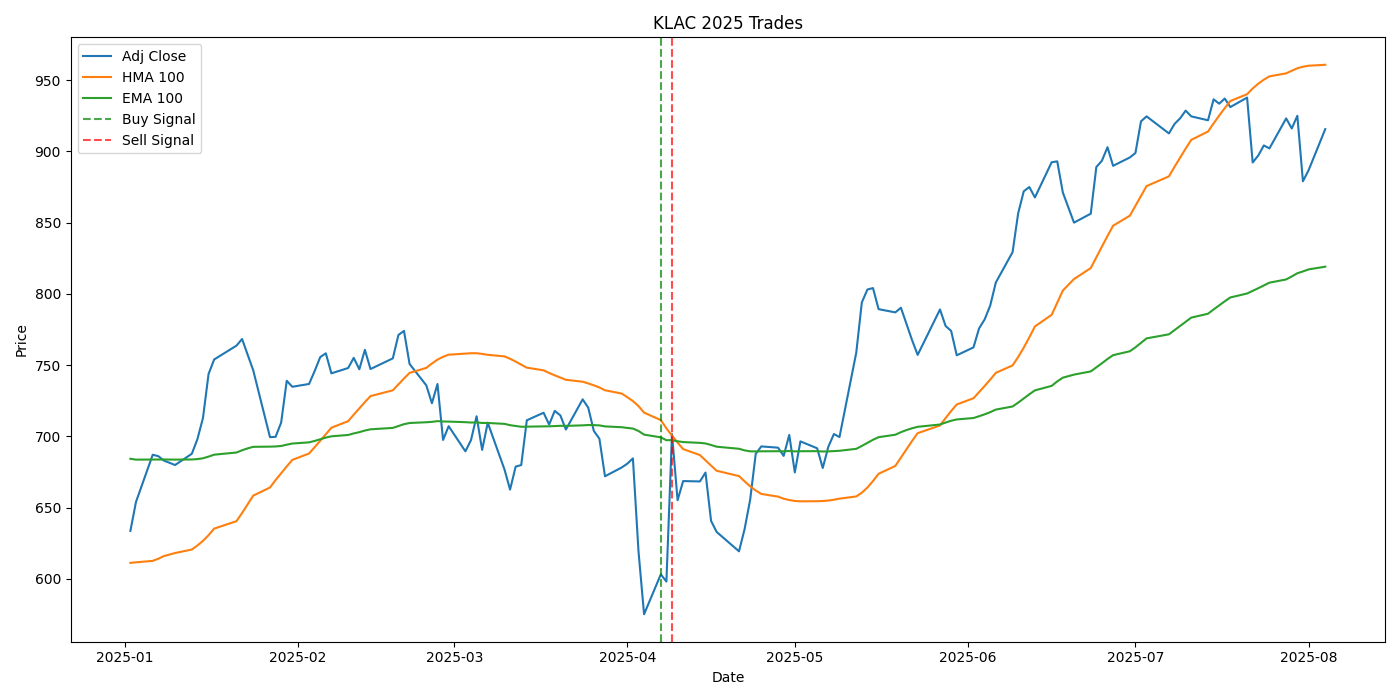 KLAC 2025 Trades
Adj Close
HMA 100
EMA 100
Buy Signal
Sell Signal
Price
950
900
850
800
750
700
650
600
2025-01 2025-02 2025-03 2025-04 2025-05 2025-06 2025-07 2025-08
Date